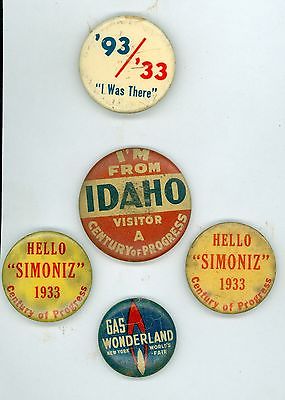 '93/'33
"I Was There"
I'M
FROM
IDAHO
VISITOR
A
CENTURY of PROGRESS
HELLO
"SIMONIZ"
1933
Century of Progress
HELLO
"SIMONIZ"
1933
Century of Progress
GAS
WONDERLAND
NEW YORK WORLD'S
FAIR